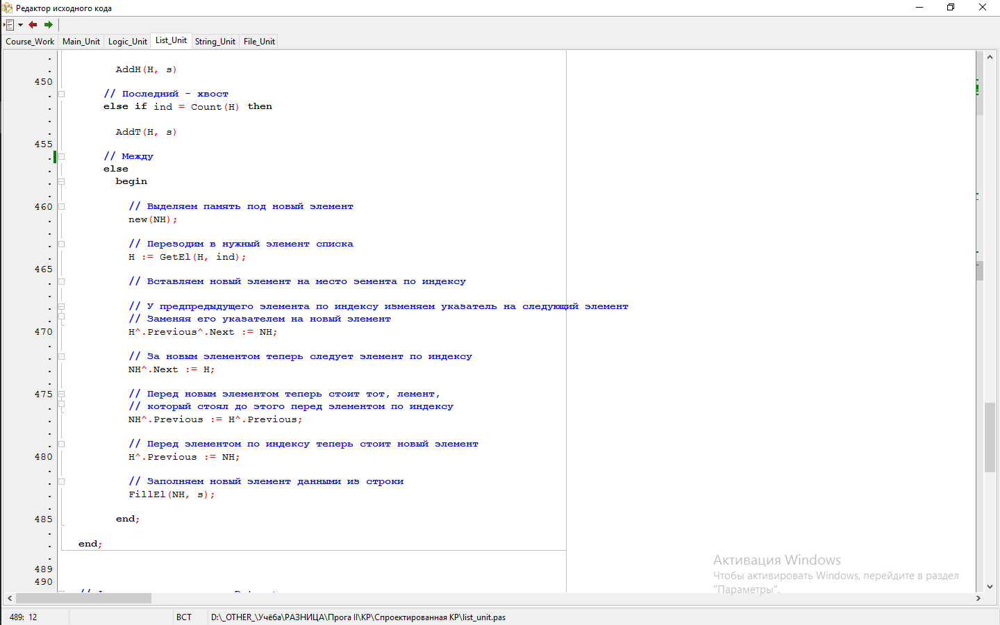 Редактор исходного кода
Course_Work Main_Unit Logic_Unit List_Unit String_Unit File_Unit
AddH(H, s)
450
// Последний - хвост
else if ind = Count(H) then
AddT(H, s)
455
// Между
else
begin
460 // Выделяем память под новый элемент
new(NH);
// Переводим в нужный элемент списка
H := GetEl(H, ind);
465
// Вставляем новый элемент на место эемента по индексу
// У предпредыдущего элемента по индексу изменяем указатель на следующий элемент
// Заменяя его указателем на новый элемент
470 H^.Previous^.Next := NH;
// За новым элементом теперь следует элемент по индексу
NH^.Next := H;
475 // Перед новым элементом теперь стоит тот, лемент,
// который стоял до этого перед элементом по индексу
NH^.Previous := H^.Previous;
// Перед элементом по индексу теперь стоит новый элемент
480 H^.Previous := NH;
// Заполняем новый элемент данными из строки
FillEl(NH, s);
485 end;
end;
489
490
Активация Windows
Чтобы активировать Windows, перейдите в раздел
"Параметры".
489: 12 ВСТ D:\_OTHER_\Учёба\РАЗНИЦА\Прога II\КР\Спроектированная КР\list_unit.pas